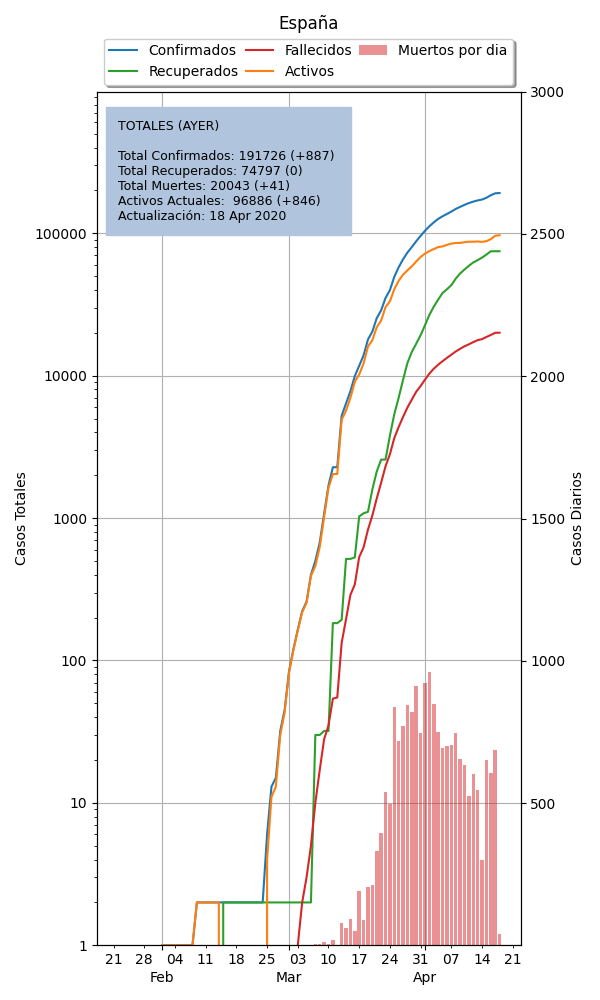 España
Confirmados
Recuperados
Fallecidos
Activos
Muertos por dia
TOTALES (AYER)
Total Confirmados: 191726 (+887)
Total Recuperados: 74797 (0)
Total Muertes: 20043 (+41)
Activos Actuales:  96886 (+846)
Actualización: 18 Apr 2020
Casos Totales
100000
10000
1000
100
10
1
Casos Diarios
3000
2500
2000
1500
1000
500
21 28 04 11 18 25 03 10 17 24 31 07 14 21
Feb Mar Apr